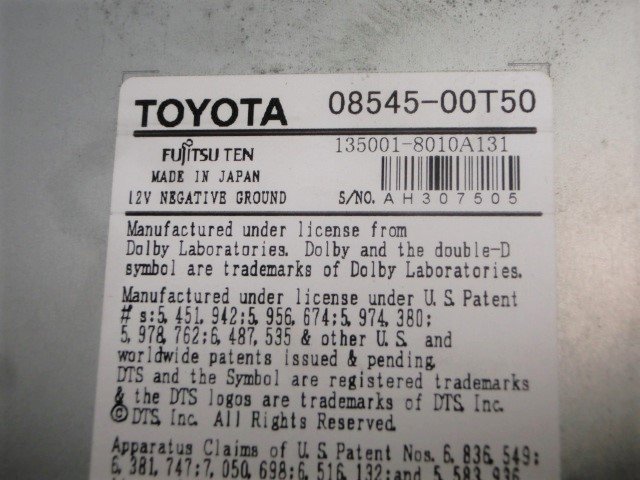 TOYOTA 08545-00T50
FUJITSU TEN 135001-8010A131
MADE IN JAPAN
12V NEGATIVE GROUND S/NO. AH307505
Manufactured under license from
Dolby Laboratories. Dolby and the double-D
symbol are trademarks of Dolby Laboratories.
Manufactured under license under U.S. Patent
# s:5,451,942;5,956,674;5,974,380;
5,978,762;6,487,535 & other U.S. and
worldwide patents issued & pending.
DTS and the Symbol are registered trademarks
& the DTS logos are trademarks of DTS, Inc.
©DTS, Inc. All Rights Reserved.
Apparatus Claims of U.S. Patent Nos. 6,836,549;
6,381,747;7,050,698;6,516,132;and 5,583,936